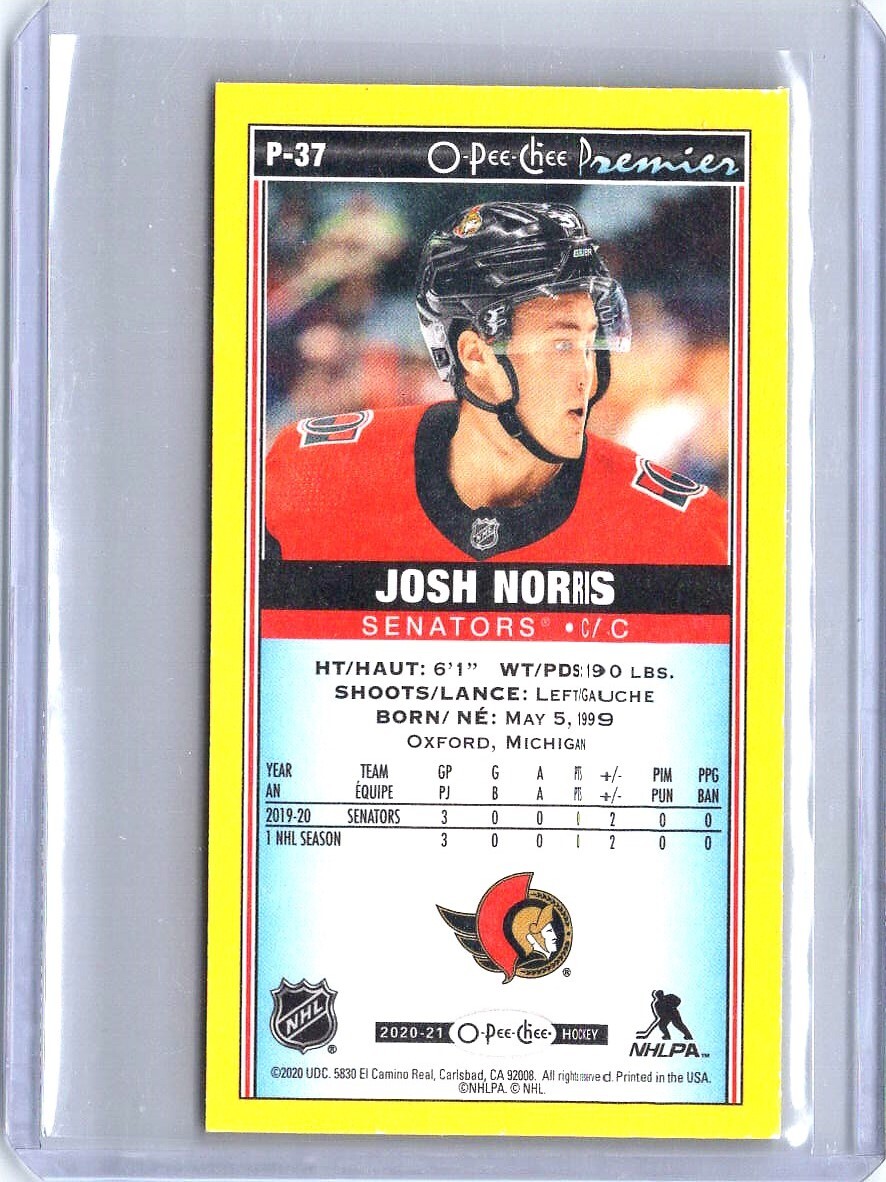 P-37 O-Pee-Chee Premier
BAUER
NHL
JOSH NORRIS
SENATORS® • C/ C
HT/HAUT: 6'1" WT/PDS: 190 LBS.
SHOOTS/LANCE: LEFT/GAUCHE
BORN/ NÉ: MAY 5, 1999
OXFORD, MICHIGAN
YEAR TEAM GP G A PTS +/- PIM PPG
AN ÉQUIPE PJ B A PTS +/- PUN BAN
2019-20 SENATORS 3 0 0 0 2 0 0
1 NHL SEASON 3 0 0 0 2 0 0
®
NHL ®
2020-21 O-Pee-Chee HOCKEY
NHLPA™
©2020 UDC. 5830 El Camino Real, Carlsbad, CA 92008. All rights reserved. Printed in the USA.
©NHLPA. © NHL.